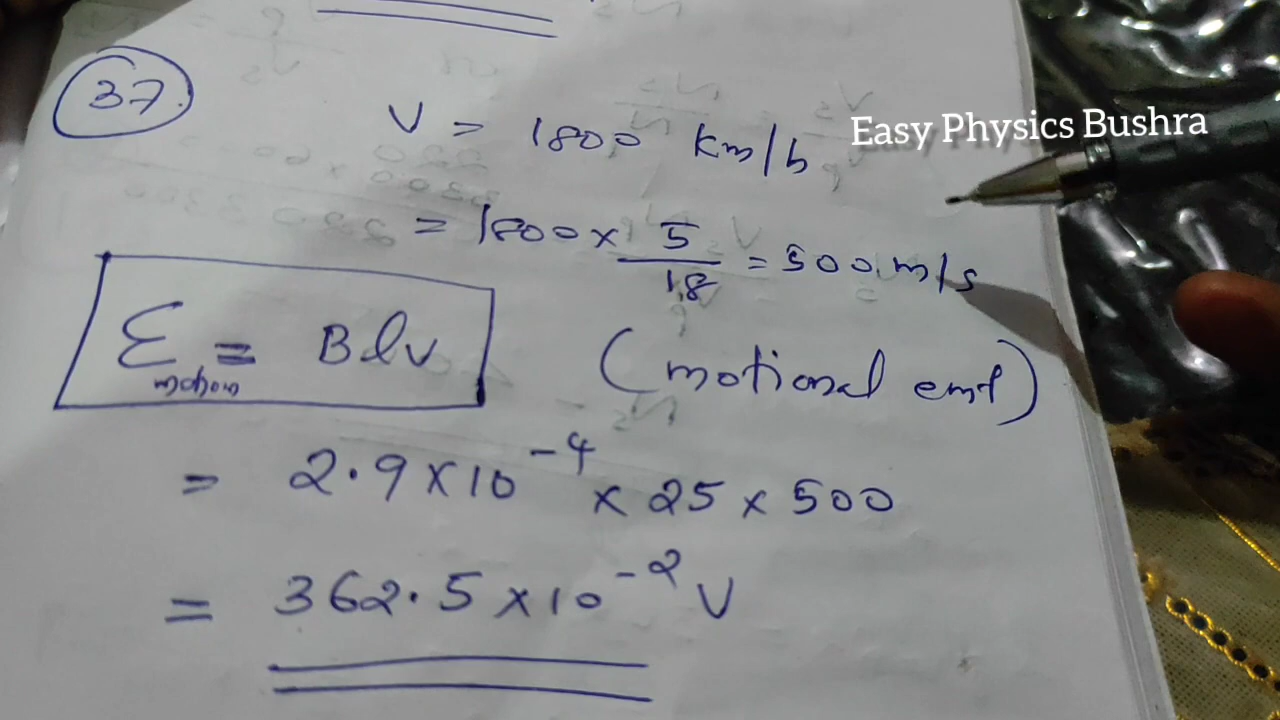 37.
V = 1800 km/h
Easy Physics Bushra
= 1800 × 5/18 = 500 m/s
Ɛ motion = Blv (motional emf)
= 2.9 × 10⁻⁴ × 25 × 500
= 362.5 × 10⁻² V